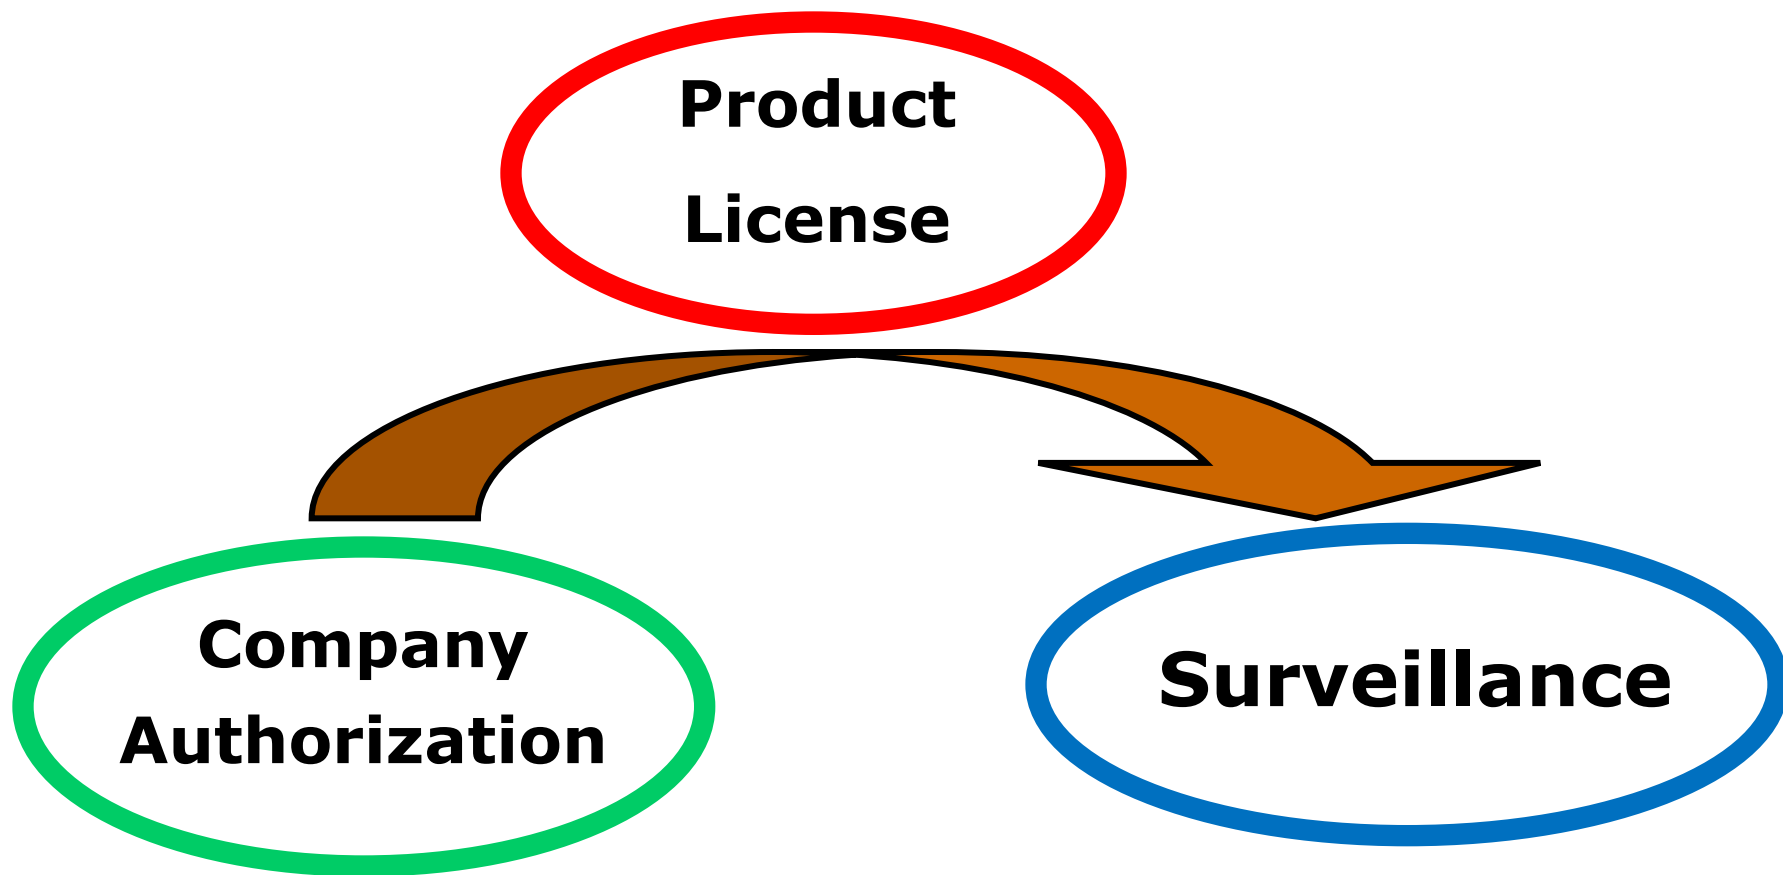 Product
License
Company
Authorization
Surveillance